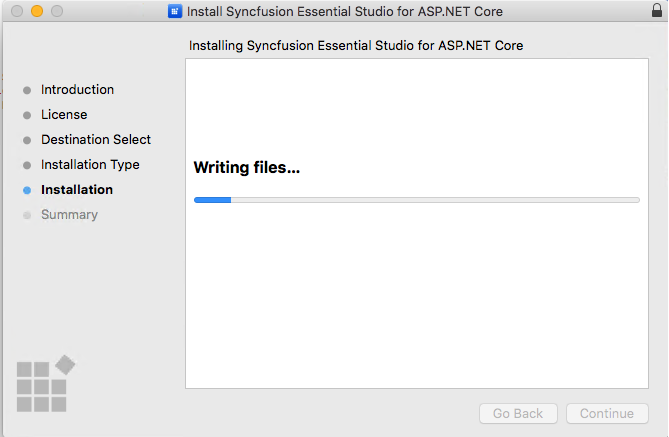 Install Syncfusion Essential Studio for ASP.NET Core
Installing Syncfusion Essential Studio for ASP.NET Core
Introduction
License
Destination Select
Installation Type
Installation
Summary
Writing files...
Go Back
Continue